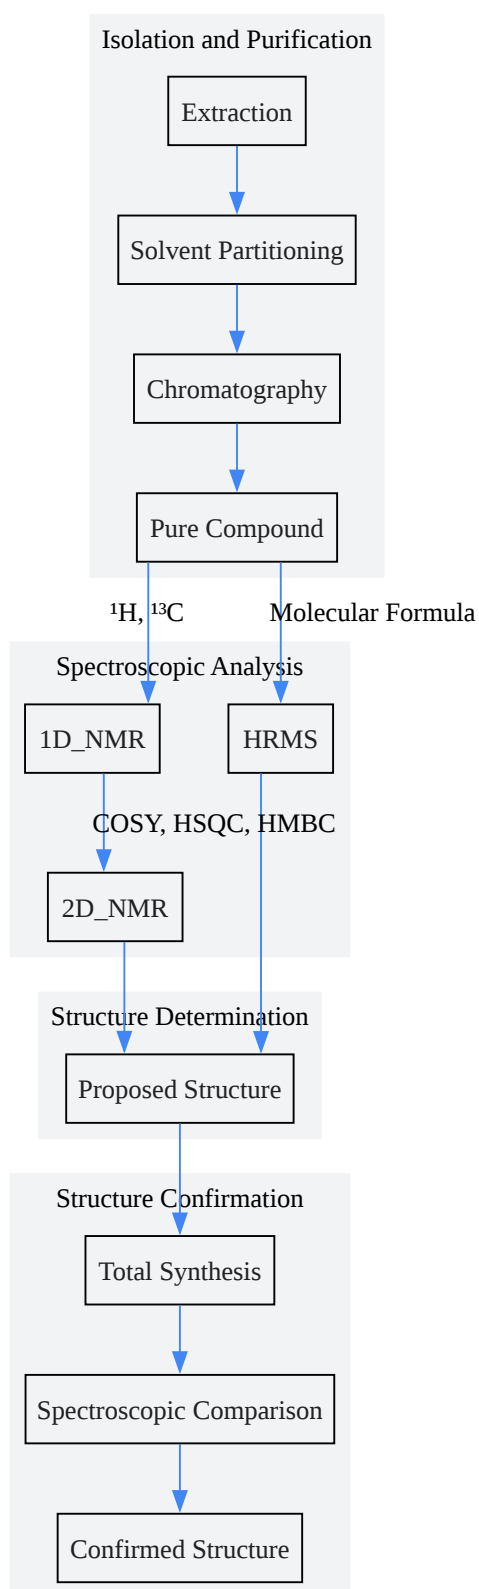 Isolation and Purification
Extraction
Solvent Partitioning
Chromatography
Pure Compound
¹H, ¹³C
Molecular Formula
Spectroscopic Analysis
1D_NMR
HRMS
COSY, HSQC, HMBC
2D_NMR
Structure Determination
Proposed Structure
Structure Confirmation
Total Synthesis
Spectroscopic Comparison
Confirmed Structure